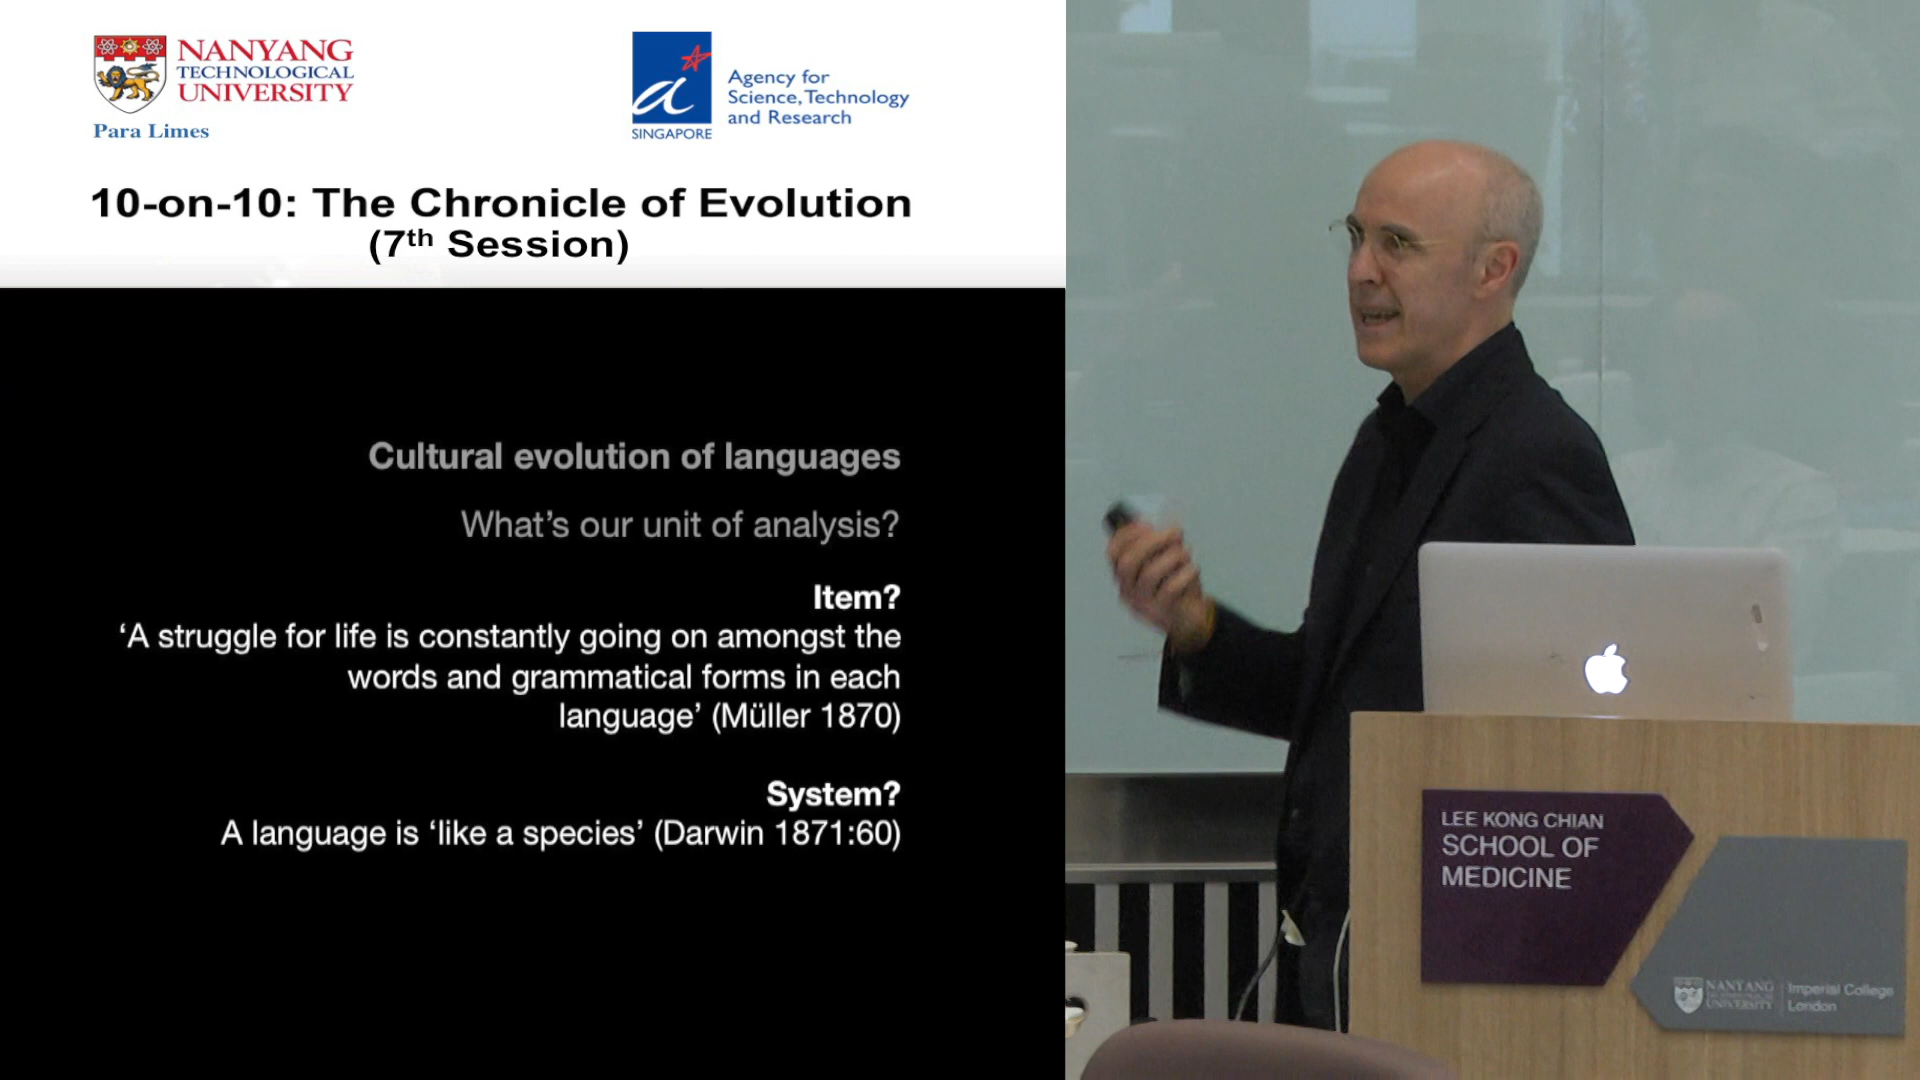 NANYANG
TECHNOLOGICAL
UNIVERSITY
Para Limes
Agency for
Science, Technology
and Research
SINGAPORE
10-on-10: The Chronicle of Evolution
(7th Session)
Cultural evolution of languages
What's our unit of analysis?
Item?
‘A struggle for life is constantly going on amongst the
words and grammatical forms in each
language’ (Müller 1870)
System?
A language is ‘like a species’ (Darwin 1871:60)
LEE KONG CHIAN
SCHOOL OF
MEDICINE
NANYANG
TECHNOLOGICAL
UNIVERSITY
Imperial College
London